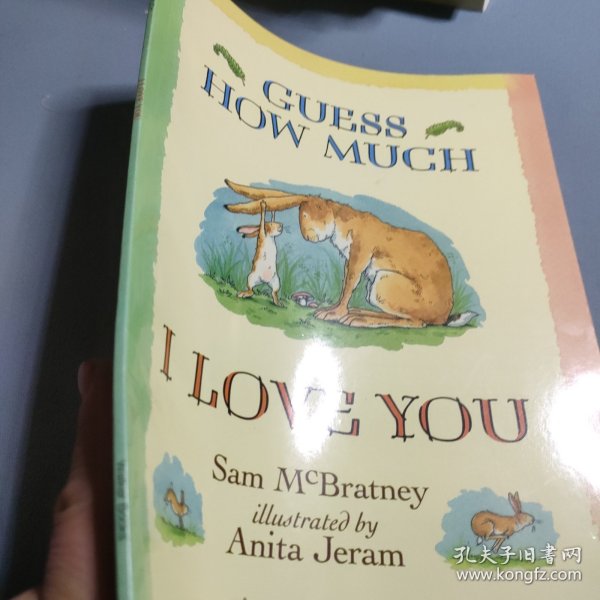 GUESS
HOW MUCH
I LOVE YOU
Sam McBratney
illustrated by
Anita Jeram
孔夫子旧书网
www.kongfz.com